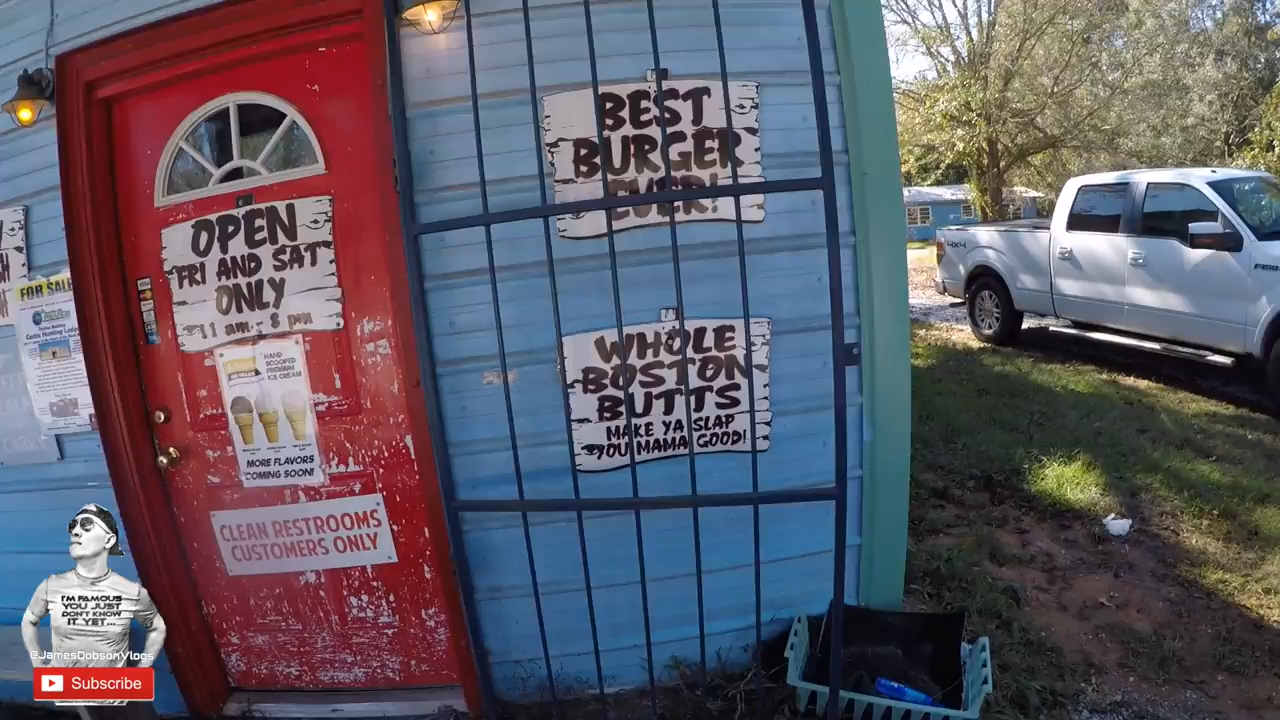 BEST
BURGER
EVER!
OPEN
FRI AND SAT
ONLY
11 am - 8 pm
FOR SALE
HAND
SCOOPED
PREMIUM
ICE CREAM
MORE FLAVORS
COMING SOON!
WHOLE
BOSTON
BUTTS
MAKE YA SLAP
YOU MAMA GOOD!
CLEAN RESTROOMS
CUSTOMERS ONLY
4X4
I'M FAMOUS
YOU JUST
DON'T KNOW
IT YET...
@JamesDobsonVlogs
Subscribe